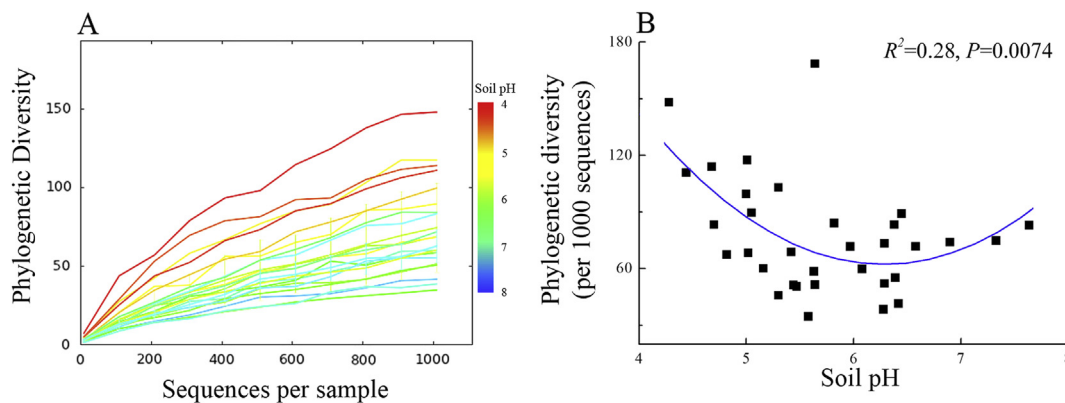 A
Phylogenetic Diversity
150
100
50
0
0 200 400 600 800 1000
Sequences per sample
Soil pH
4
5
6
7
8
B
R²=0.28, P=0.0074
Phylogenetic diversity
(per 1000 sequences)
180
120
60
4 5 6 7 8
Soil pH